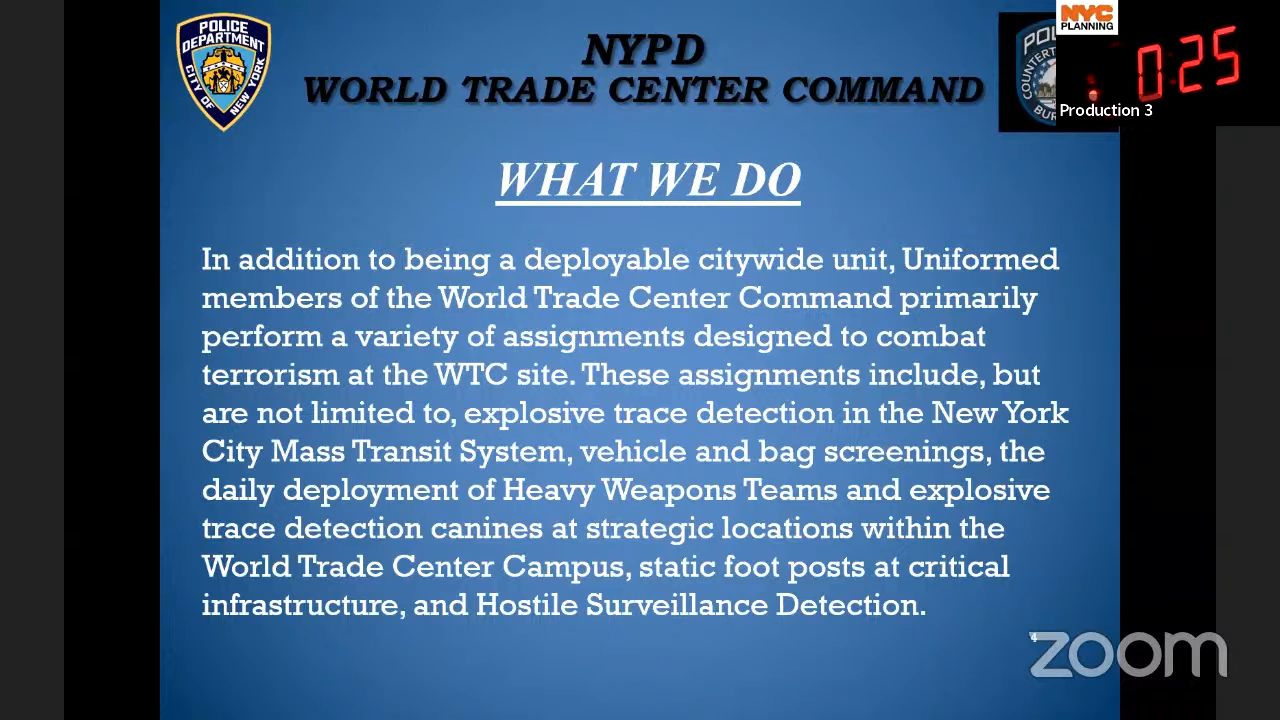 POLICE
DEPARTMENT
CITY OF
NEW YORK
NYPD
WORLD TRADE CENTER COMMAND
NYC
PLANNING
0:25
Production 3
WHAT WE DO
In addition to being a deployable citywide unit, Uniformed
members of the World Trade Center Command primarily
perform a variety of assignments designed to combat
terrorism at the WTC site. These assignments include, but
are not limited to, explosive trace detection in the New York
City Mass Transit System, vehicle and bag screenings, the
daily deployment of Heavy Weapons Teams and explosive
trace detection canines at strategic locations within the
World Trade Center Campus, static foot posts at critical
infrastructure, and Hostile Surveillance Detection.
4
zoom